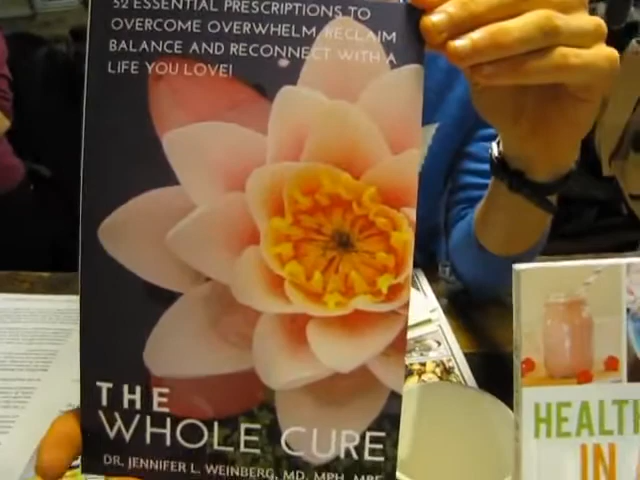 52 ESSENTIAL PRESCRIPTIONS TO
OVERCOME OVERWHELM RECLAIM
BALANCE AND RECONNECT WITH A
LIFE YOU LOVE!
THE
WHOLE CURE
DR. JENNIFER L. WEINBERG, MD, MPH, MBE
HEALTH
IN A